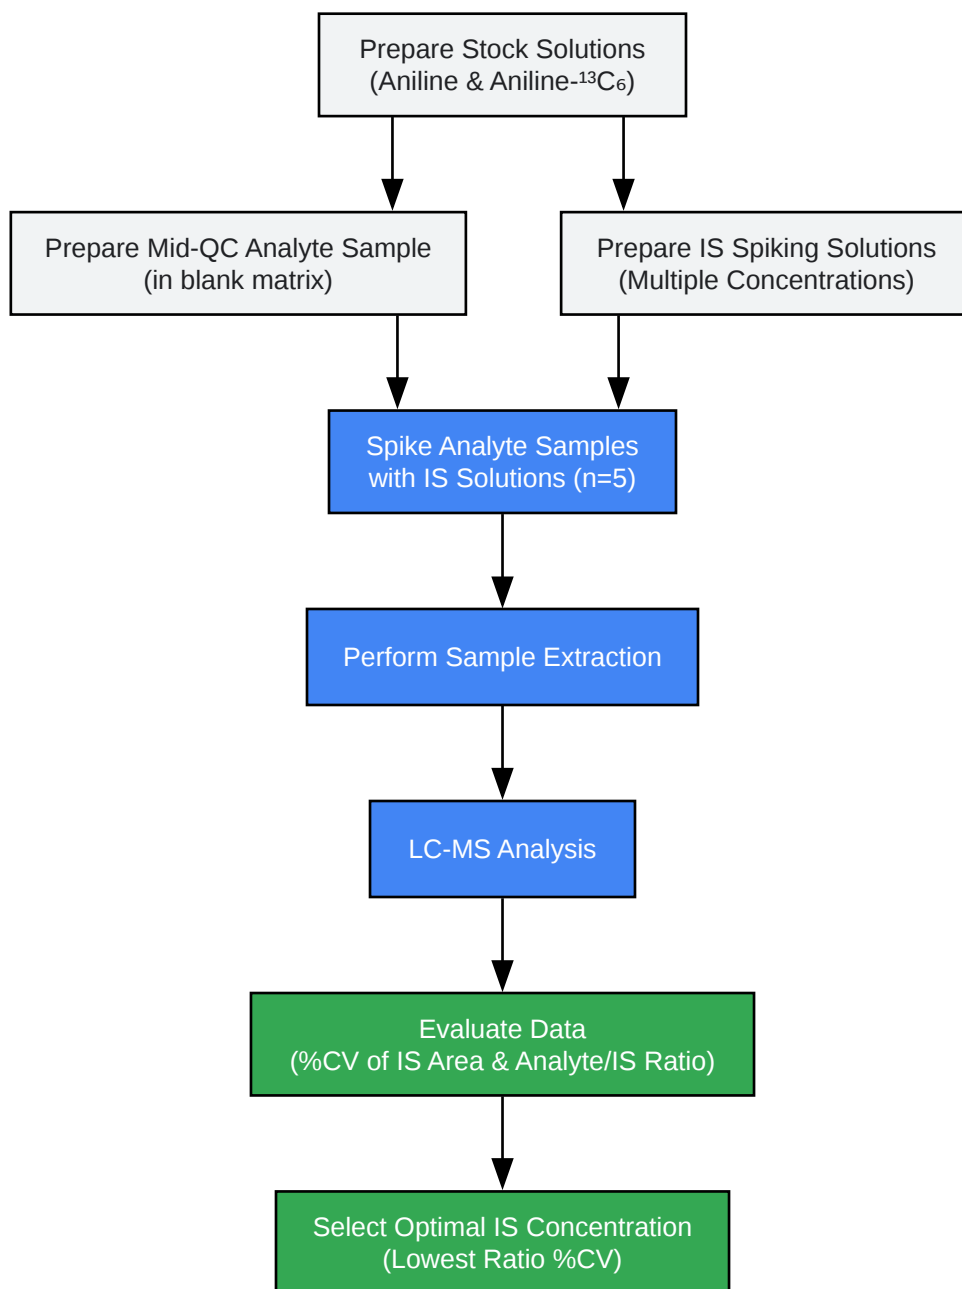 Prepare Stock Solutions
(Aniline & Aniline-¹³C₆)
Prepare Mid-QC Analyte Sample
(in blank matrix)
Prepare IS Spiking Solutions
(Multiple Concentrations)
Spike Analyte Samples
with IS Solutions (n=5)
Perform Sample Extraction
LC-MS Analysis
Evaluate Data
(%CV of IS Area & Analyte/IS Ratio)
Select Optimal IS Concentration
(Lowest Ratio %CV)